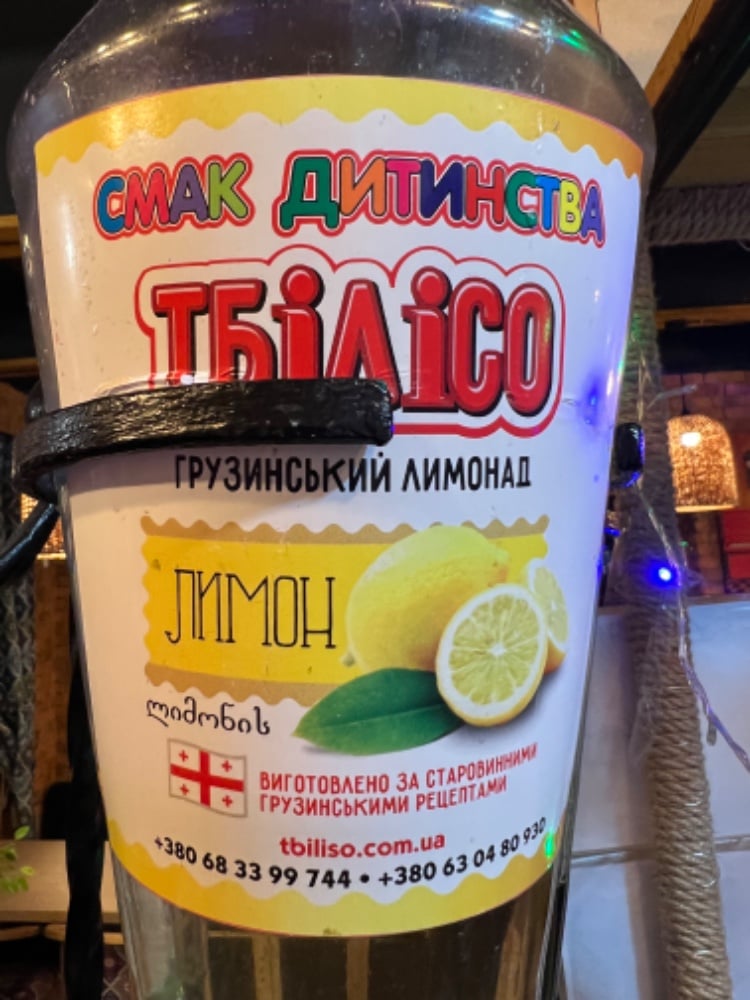 СМАК ДИТИНСТВА
ТБіЛіСО
ГРУЗИНСЬКИЙ ЛИМОНАД
ЛИМОН
ლიმონის
ВИГОТОВЛЕНО ЗА СТАРОВИННИМИ
ГРУЗИНСЬКИМИ РЕЦЕПТАМИ
tbiliso.com.ua
+380 68 33 99 744 • +380 63 04 80 930